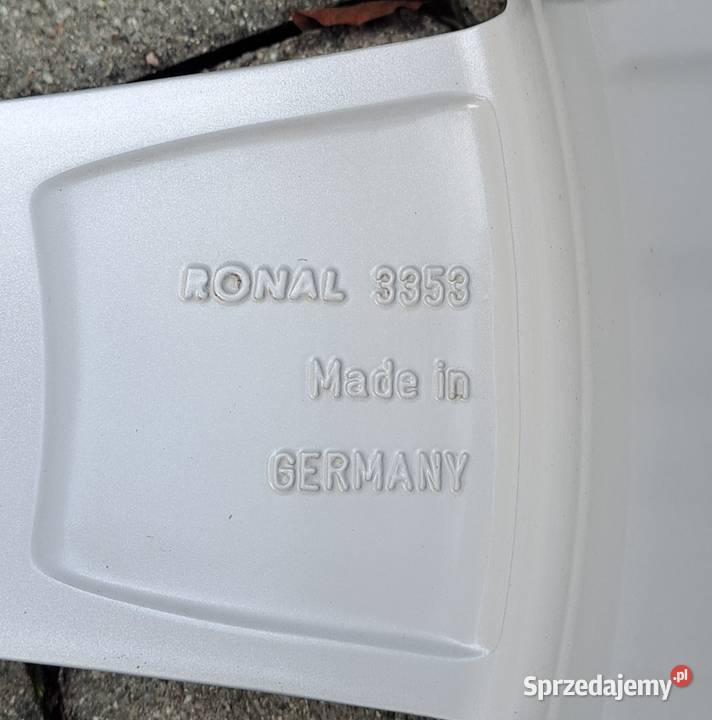 RONAL 3353
Made in
GERMANY
Sprzedajemy.pl